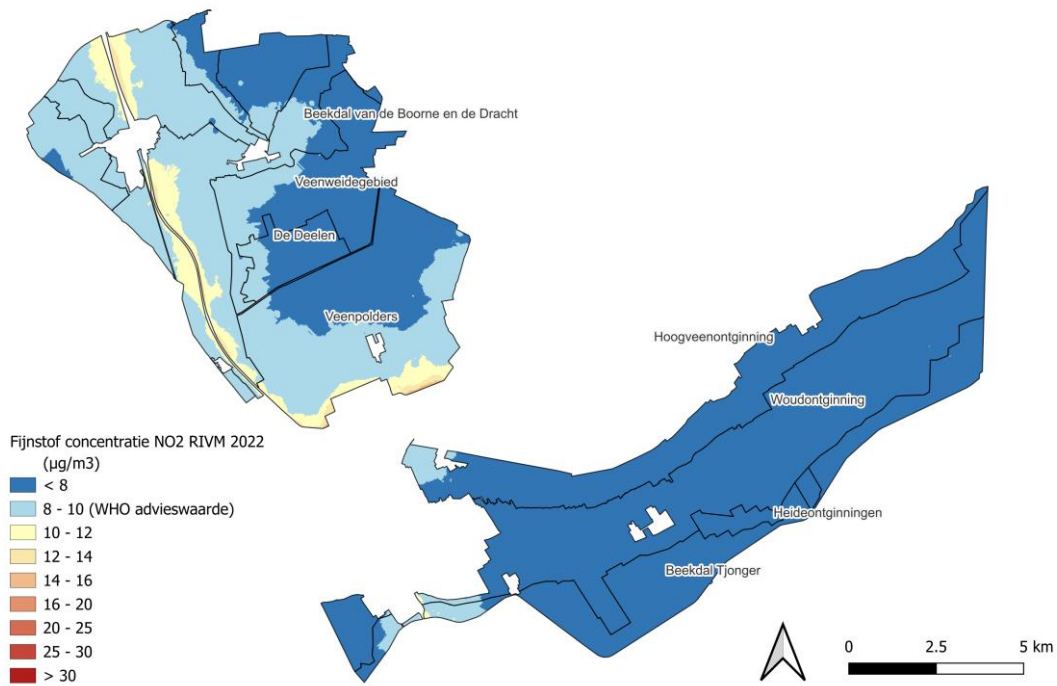 Beekdal van de Boorne en de Dracht
Veenweidegebied
De Deelen
Veenpolders
Hoogveenontginning
Woudontginning
Heideontginningen
Beekdal Tjonger
Fijnstof concentratie NO2 RIVM 2022
(µg/m3)
< 8
8 - 10 (WHO advieswaarde)
10 - 12
12 - 14
14 - 16
16 - 20
20 - 25
25 - 30
> 30
0 2.5 5 km